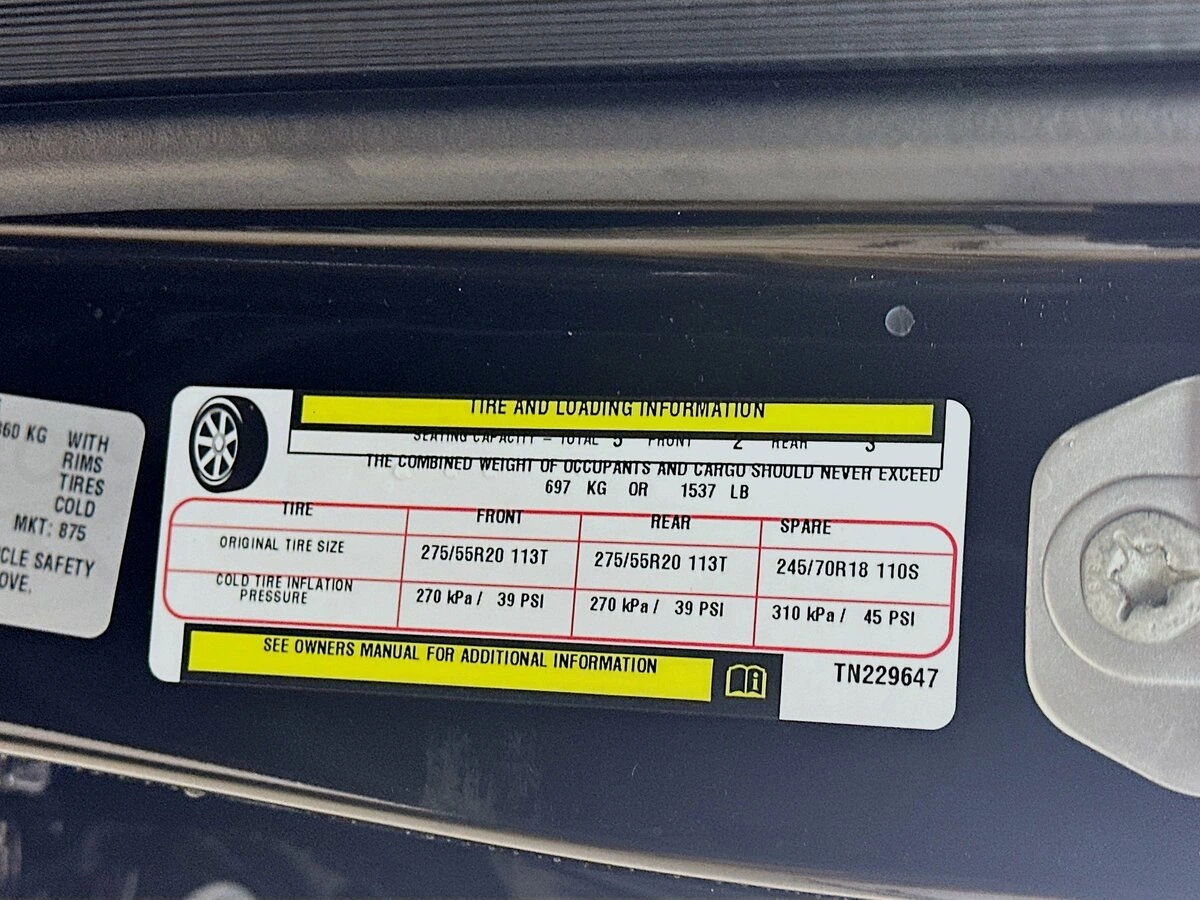 360 KG WITH
RIMS
TIRES
COLD
MKT: 875
CLE SAFETY
OVE.
TIRE AND LOADING INFORMATION
SEATING CAPACITY – TOTAL 5 FRONT 2 REAR 3
THE COMBINED WEIGHT OF OCCUPANTS AND CARGO SHOULD NEVER EXCEED
697 KG OR 1537 LB
TIRE FRONT REAR SPARE
ORIGINAL TIRE SIZE 275/55R20 113T 275/55R20 113T 245/70R18 110S
COLD TIRE INFLATION
PRESSURE 270 kPa / 39 PSI 270 kPa / 39 PSI 310 kPa / 45 PSI
SEE OWNERS MANUAL FOR ADDITIONAL INFORMATION
TN229647